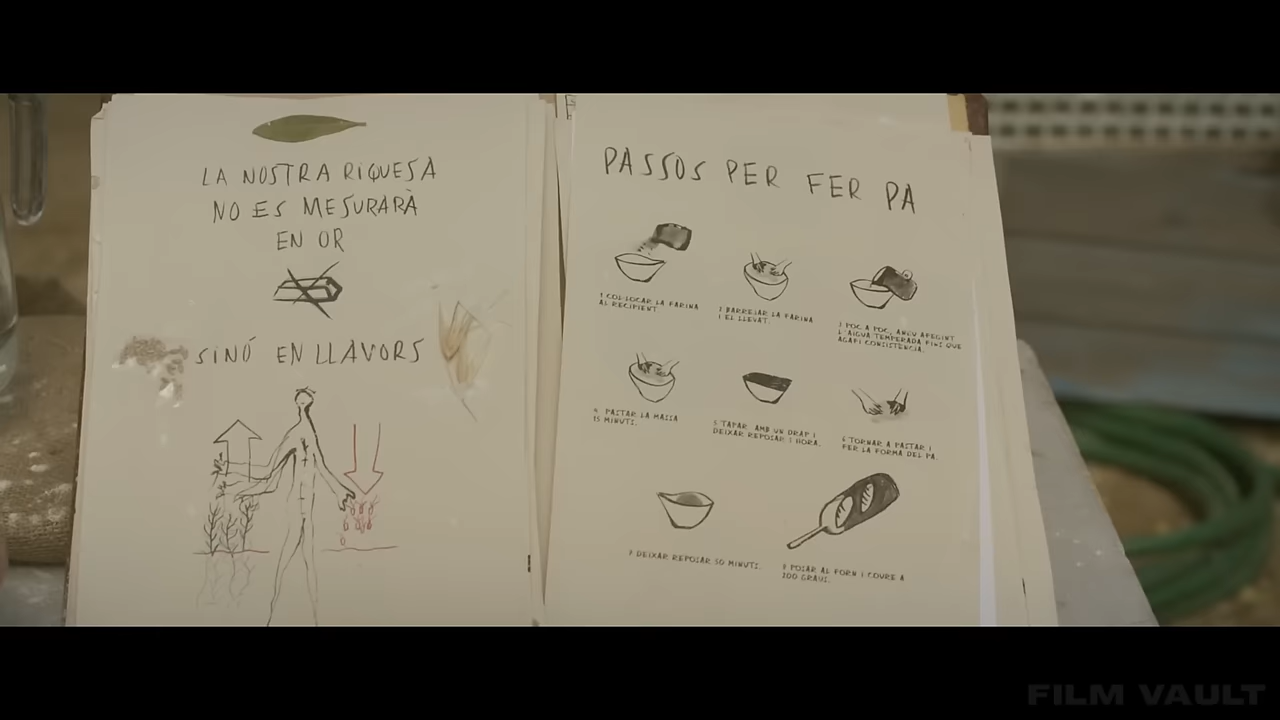 LA NOSTRA RIQUESA
NO ES MESURARÀ
EN OR
SINÓ EN LLAVORS
PASSOS PER FER PA
1 COL·LOCAR LA FARINA
AL RECIPIENT
2 BARREJAR LA FARINA
I EL LLEVAT.
3 POC A POC, ANEU AFEGINT
L'AIGUA TEMPERADA FINS QUE
AGAFI CONSISTENCIA.
4 PASTAR LA MASSA
15 MINUTS.
5 TAPAR AMB UN DRAP I
DEIXAR REPOSAR 1 HORA.
6 TORNAR A PASTAR I
FER LA FORMA DEL PA.
7 DEIXAR REPOSAR 50 MINUTS.
8 POSAR AL FORN I COURE A
200 GRAUS.
FILM VAULT